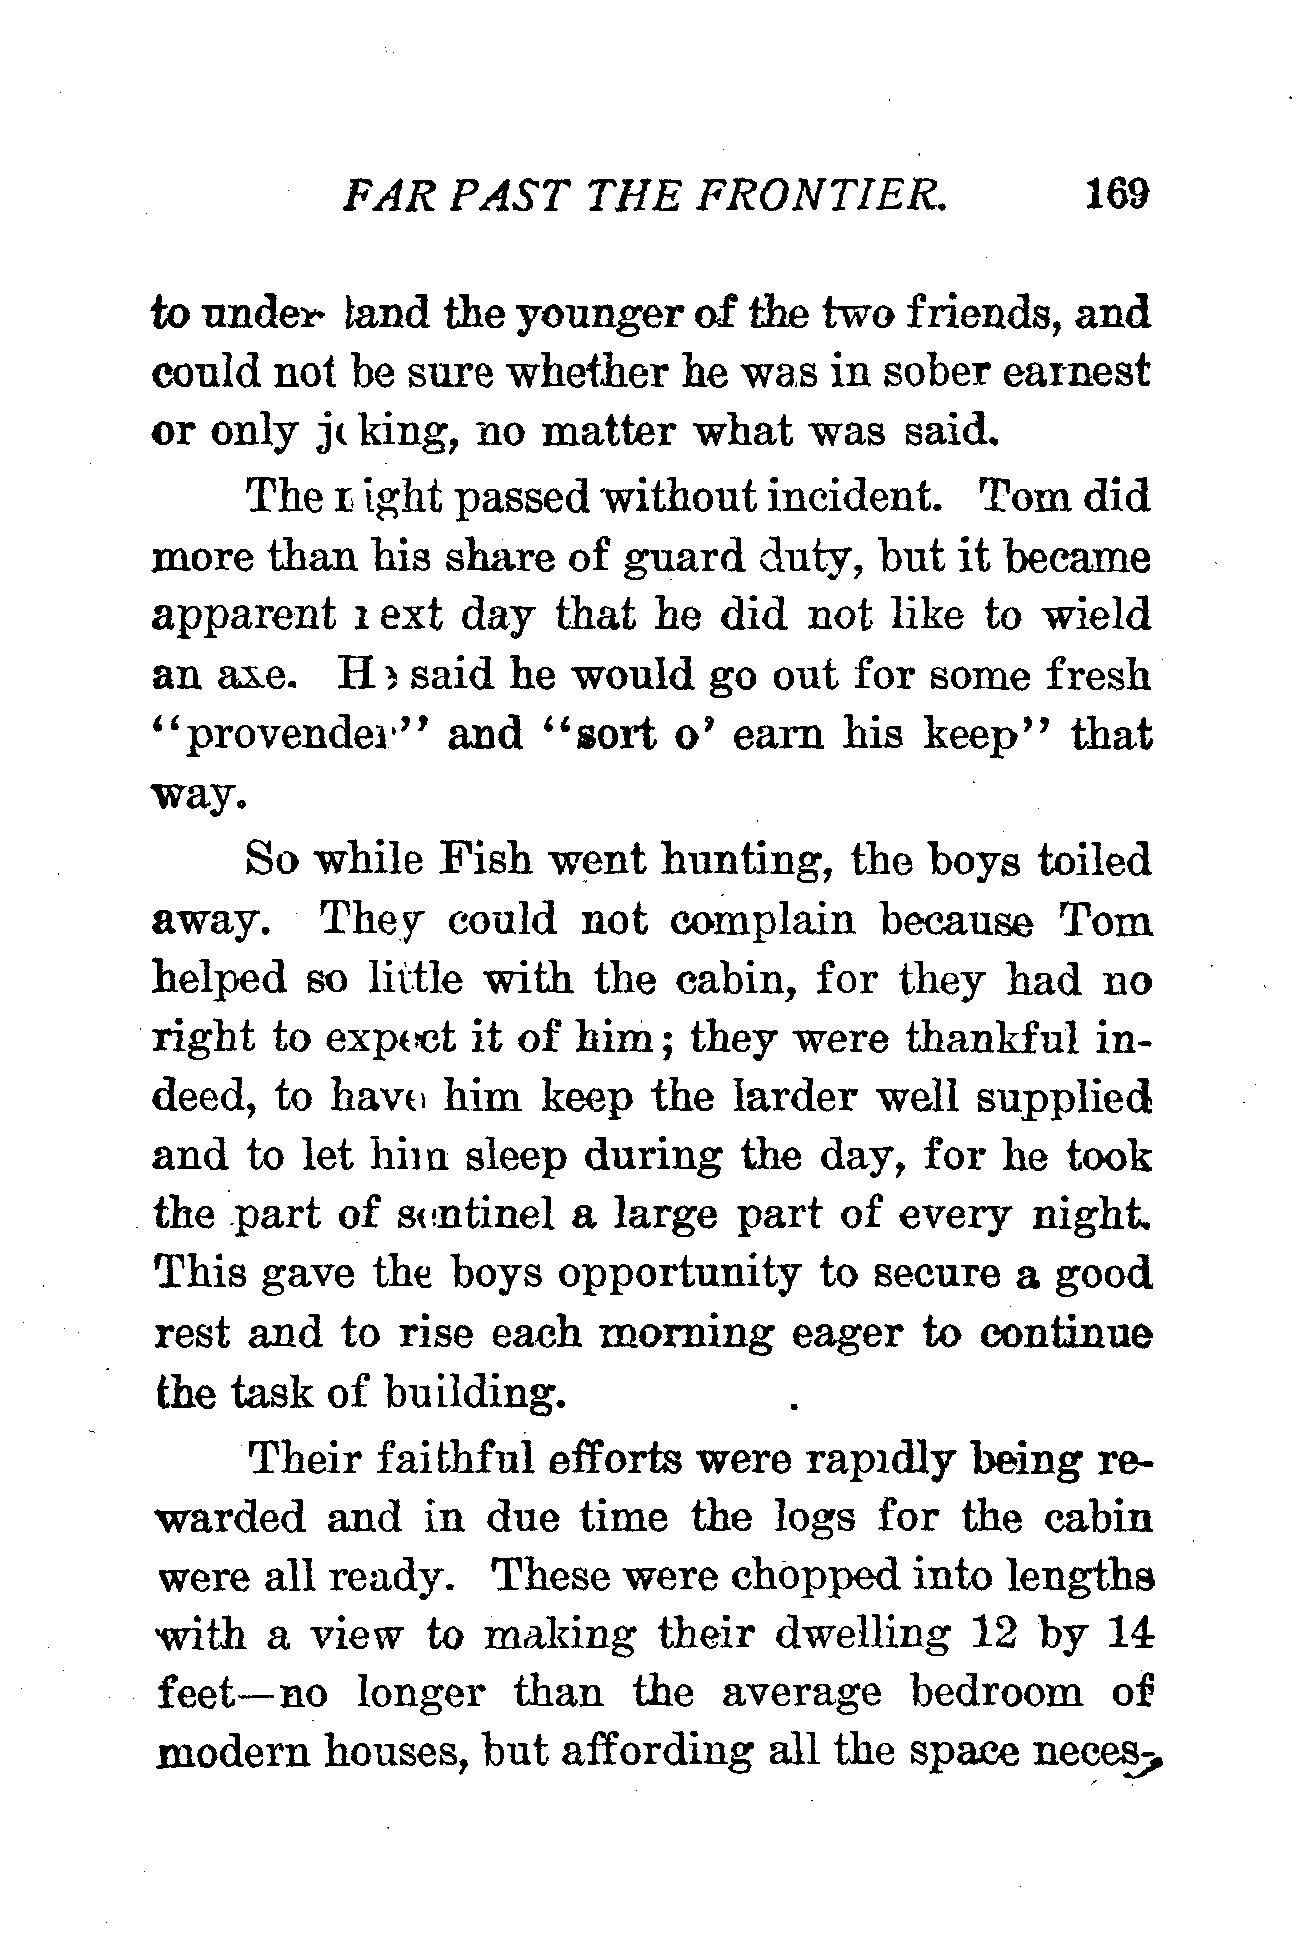 FAR PAST THE FRONTIER. 169
to understand the younger of the two friends, and
could not be sure whether he was in sober earnest
or only joking, no matter what was said.
The night passed without incident. Tom did
more than his share of guard duty, but it became
apparent next day that he did not like to wield
an axe. He said he would go out for some fresh
“provender” and “sort o’ earn his keep” that
way.
So while Fish went hunting, the boys toiled
away. They could not complain because Tom
helped so little with the cabin, for they had no
right to expect it of him; they were thankful in-
deed, to have him keep the larder well supplied
and to let him sleep during the day, for he took
the part of sentinel a large part of every night.
This gave the boys opportunity to secure a good
rest and to rise each morning eager to continue
the task of building.
Their faithful efforts were rapidly being re-
warded and in due time the logs for the cabin
were all ready. These were chopped into lengths
with a view to making their dwelling 12 by 14
feet—no longer than the average bedroom of
modern houses, but affording all the space neces-